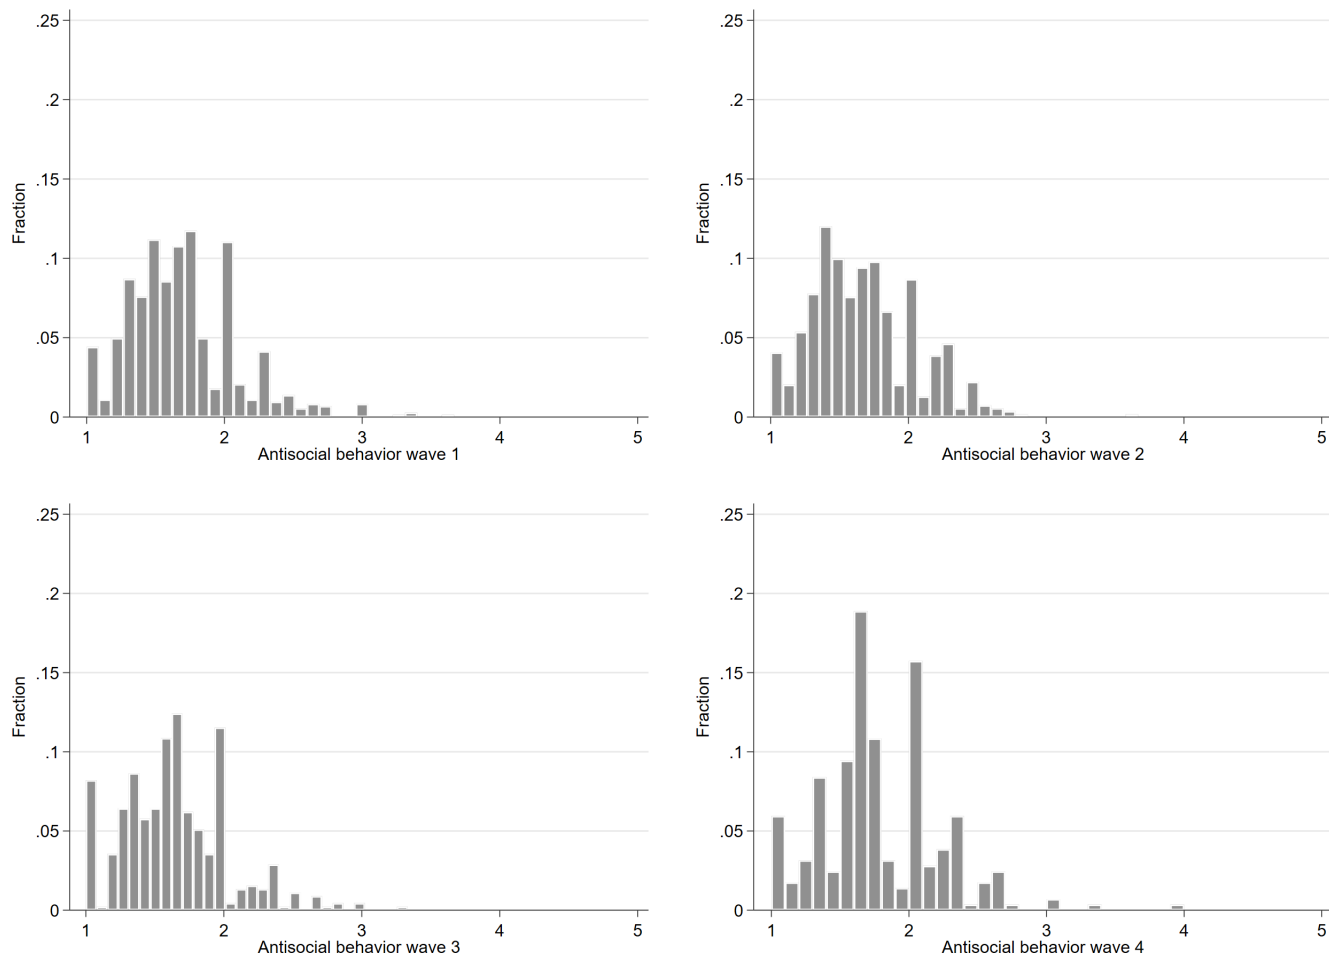 .25
.2
.15
.1
.05
0
Fraction
1 2 3 4 5
Antisocial behavior wave 1
.25
.2
.15
.1
.05
0
Fraction
1 2 3 4 5
Antisocial behavior wave 2
.25
.2
.15
.1
.05
0
Fraction
1 2 3 4 5
Antisocial behavior wave 3
.25
.2
.15
.1
.05
0
Fraction
1 2 3 4 5
Antisocial behavior wave 4